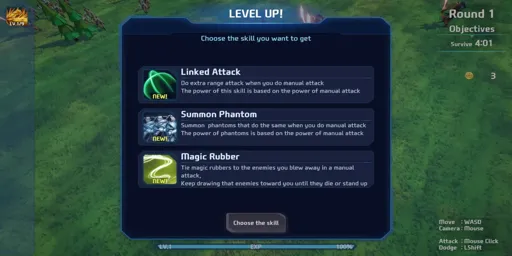 LEVEL UP!
Choose the skill you want to get
Linked Attack
Do extra range attack when you do manual attack
The power of this skill is based on the power of manual attack
NEW!
Summon Phantom
Summon phantoms that do the same when you do manual attack
The power of phantoms is based on the power of manual attack
NEW!
Magic Rubber
Tie magic rubbers to the enemies you blew away in a manual
attack,
Keep drawing that enemies toward you until they die or stand up
NEW!
Choose the skill
Round 1
Objectives
Survive 4:01
3
Move : WASD
Camera : Mouse
Attack : Mouse Click
Dodge : LShift
LV.1
EXP
100%